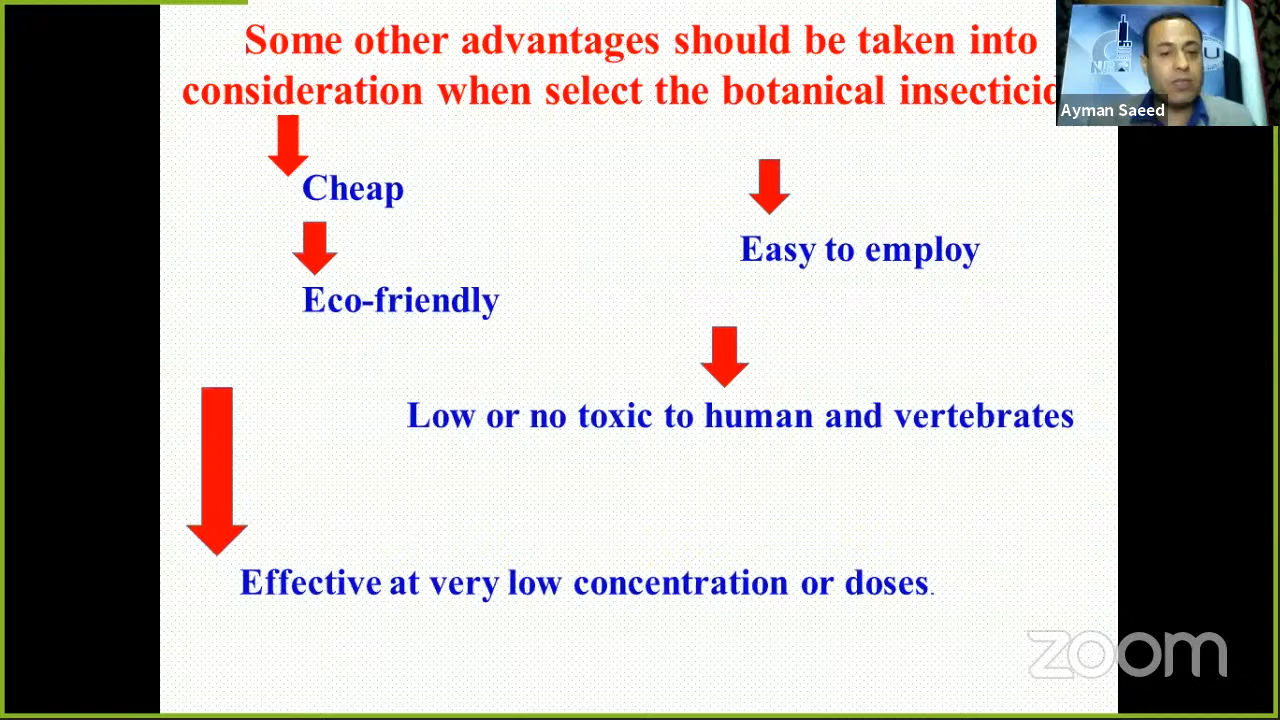 Some other advantages should be taken into
consideration when select the botanical
Ayman Saeed
Cheap
Easy to employ
Eco-friendly
Low or no toxic to human and vertebrates
Effective at very low concentration or doses.
zoom